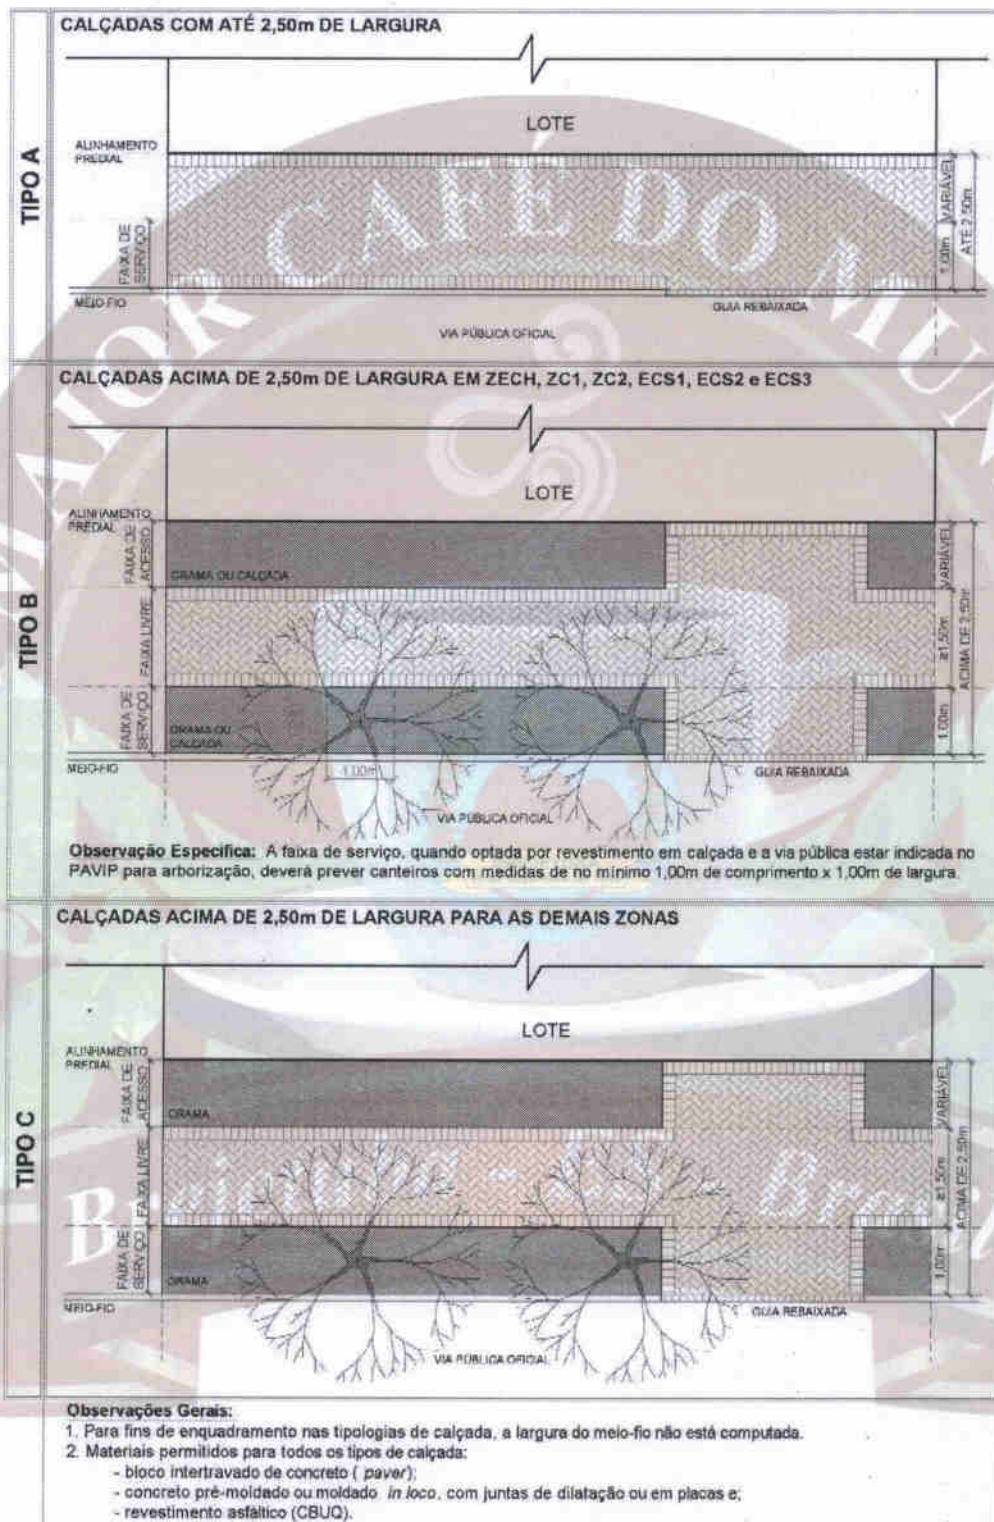 CALÇADAS COM ATÉ 2,50m DE LARGURA
LOTE
ALINHAMENTO
PREDIAL
TIPO A
FAIXA DE
SERVIÇO
VARIÁVEL
1,00m
ATÉ 2,50m
MEIO-FIO
GUIA REBAIXADA
VIA PÚBLICA OFICIAL
MAIOR CAFÉ DO MUN
CALÇADAS ACIMA DE 2,50m DE LARGURA EM ZECH, ZC1, ZC2, ECS1, ECS2 e ECS3
LOTE
ALINHAMENTO
PREDIAL
TIPO B
FAIXA DE
ACESSO
GRAMA OU CALÇADA
FAIXA LIVRE
FAIXA DE
SERVIÇO
GRAMA OU
CALÇADA
VARIÁVEL
≥1,50m
1,00m
ACIMA DE 2,50m
MEIO-FIO
1,00m
GUIA REBAIXADA
VIA PÚBLICA OFICIAL
Observação Específica: A faixa de serviço, quando optada por revestimento em calçada e a via pública estar indicada no
PAVIP para arborização, deverá prever canteiros com medidas de no mínimo 1,00m de comprimento x 1,00m de largura.
CALÇADAS ACIMA DE 2,50m DE LARGURA PARA AS DEMAIS ZONAS
LOTE
ALINHAMENTO
PREDIAL
TIPO C
FAIXA DE
ACESSO
GRAMA
FAIXA LIVRE
FAIXA DE
SERVIÇO
GRAMA
VARIÁVEL
≥1,50m
1,00m
ACIMA DE 2,50m
MEIO-FIO
GUIA REBAIXADA
VIA PÚBLICA OFICIAL
Observações Gerais:
1. Para fins de enquadramento nas tipologias de calçada, a largura do meio-fio não está computada.
2. Materiais permitidos para todos os tipos de calçada:
- bloco intertravado de concreto ( paver);
- concreto pré-moldado ou moldado in loco, com juntas de dilatação ou em placas e;
- revestimento asfáltico (CBUQ).